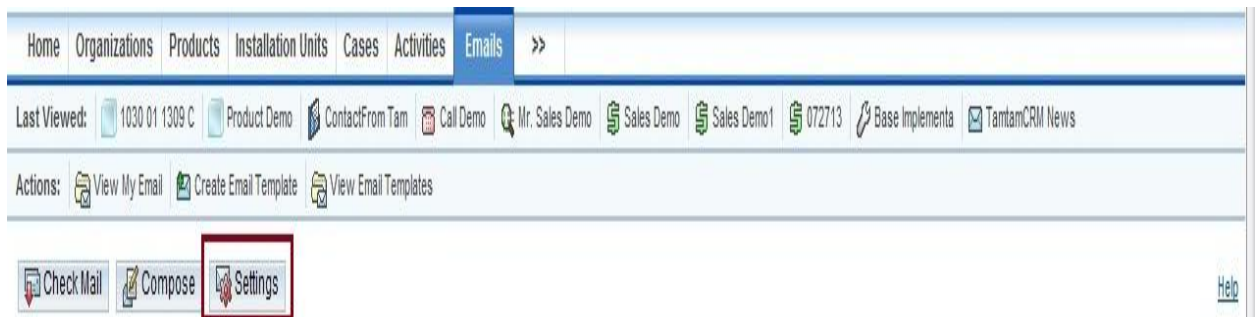 Home Organizations Products Installation Units Cases Activities Emails >>
Last Viewed: 1030 01 1309 C Product Demo ContactFrom Tam Call Demo Mr. Sales Demo Sales Demo Sales Demo1 072713 Base Implementa TamtamCRM News
Actions: View My Email Create Email Template View Email Templates
Check Mail Compose Settings Help